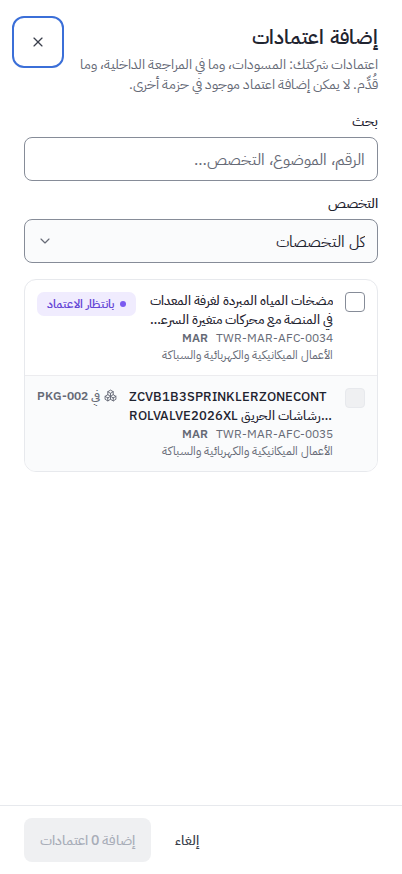 إضافة اعتمادات
اعتمادات شركتك: المسودات، وما في المراجعة الداخلية، وما
قُدِّم. لا يمكن إضافة اعتماد موجود في حزمة أخرى.
بحث
الرقم، الموضوع، التخصص...
التخصص
كل التخصصات
مضخات المياه المبردة لغرفة المعدات
في المنصة مع محركات متغيرة السرع...
بانتظار الاعتماد
MAR TWR-MAR-AFC-0034
الأعمال الميكانيكية والكهربائية والسباكة
ZCVB1B3SPRINKLERZONECONT
ROLVALVE2026XL رشاشات الحريق...
في PKG-002
MAR TWR-MAR-AFC-0035
الأعمال الميكانيكية والكهربائية والسباكة
إلغاء
إضافة 0 اعتمادات